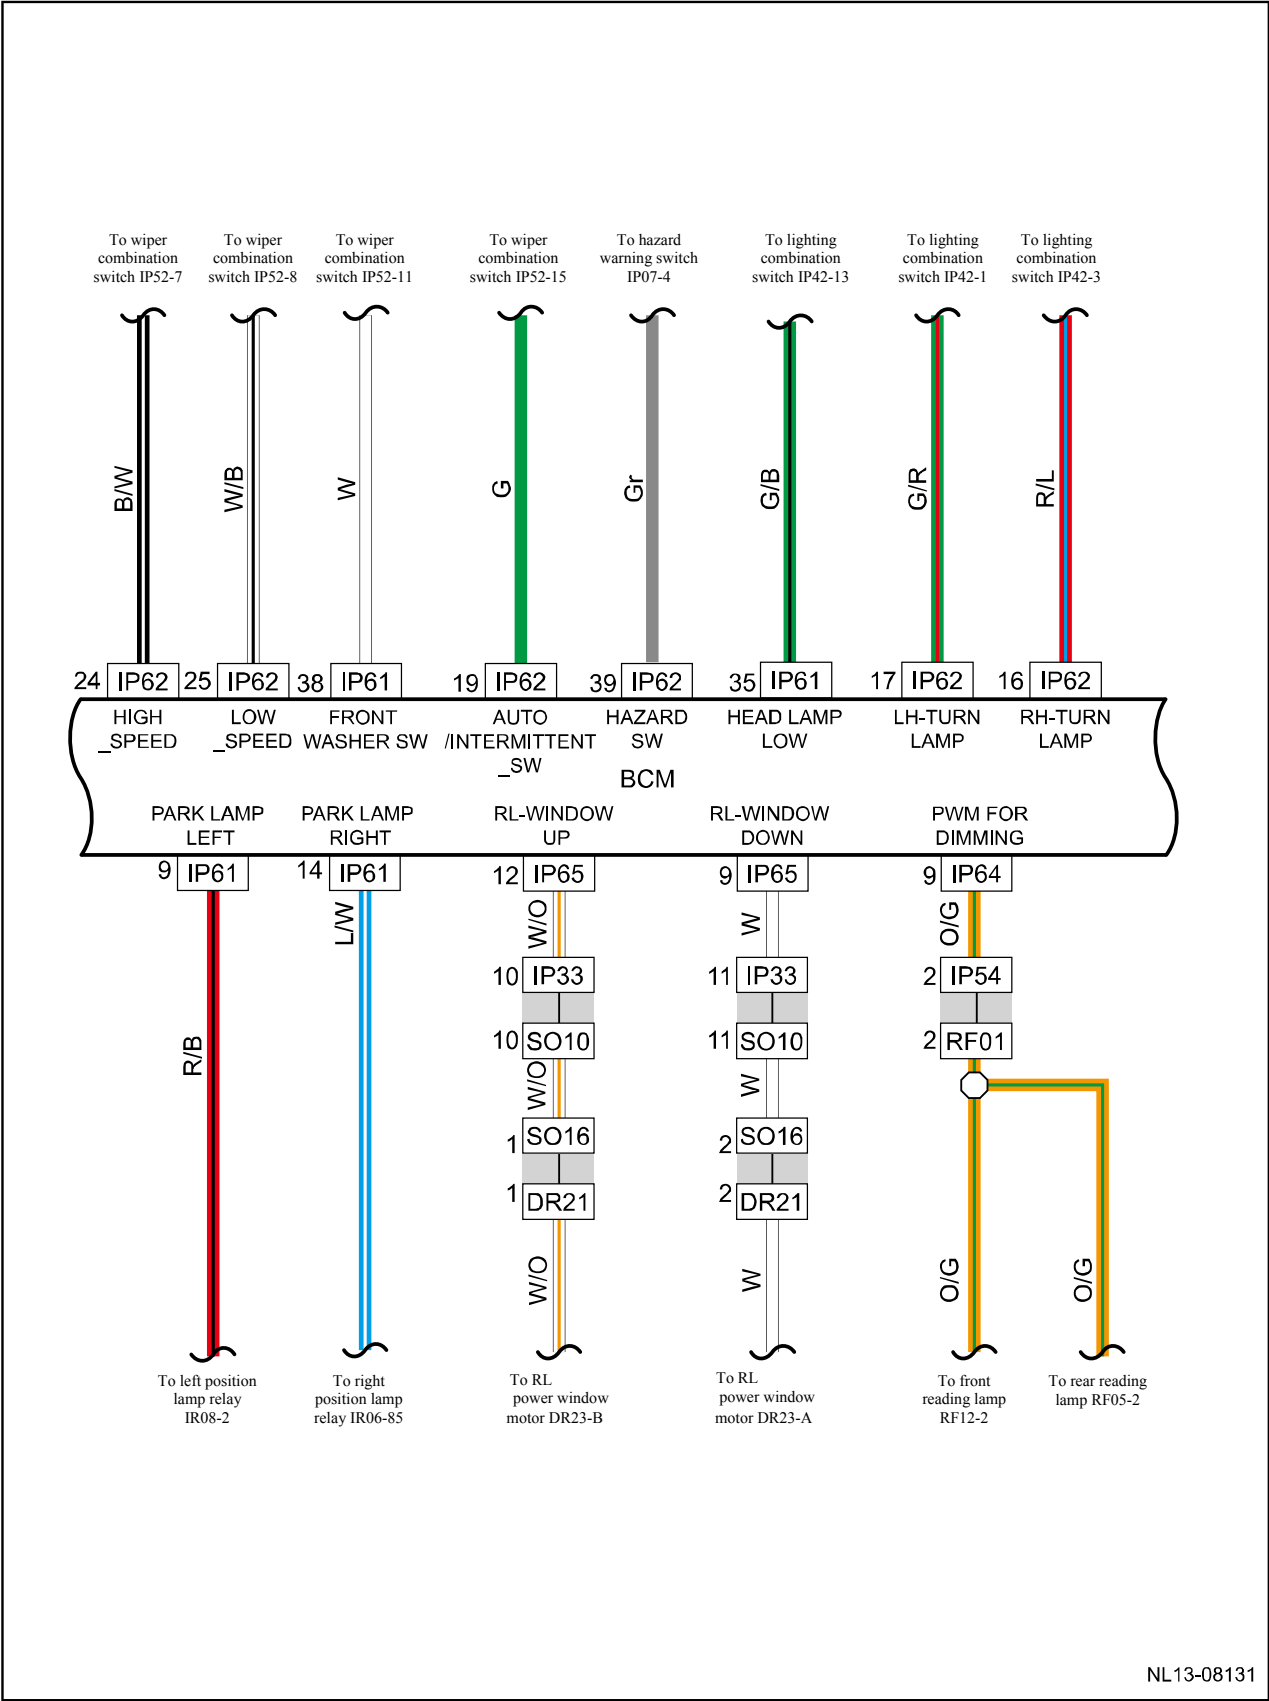 To wiper
combination
switch IP52-7
To wiper
combination
switch IP52-8
To wiper
combination
switch IP52-11
To wiper
combination
switch IP52-15
To hazard
warning switch
IP07-4
To lighting
combination
switch IP42-13
To lighting
combination
switch IP42-1
To lighting
combination
switch IP42-3
B/W
W/B
W
G
Gr
G/B
G/R
R/L
24 IP62
25 IP62
38 IP61
19 IP62
39 IP62
35 IP61
17 IP62
16 IP62
HIGH
_SPEED
LOW
_SPEED
FRONT
WASHER SW
AUTO
/INTERMITTENT
_SW
HAZARD
SW
HEAD LAMP
LOW
LH-TURN
LAMP
RH-TURN
LAMP
BCM
PARK LAMP
LEFT
PARK LAMP
RIGHT
RL-WINDOW
UP
RL-WINDOW
DOWN
PWM FOR
DIMMING
9 IP61
14 IP61
12 IP65
9 IP65
9 IP64
L/W
W/O
W
O/G
10 IP33
11 IP33
2 IP54
10 SO10
11 SO10
2 RF01
R/B
W/O
W
1 SO16
2 SO16
1 DR21
2 DR21
W/O
W
O/G
O/G
To left position
lamp relay
IR08-2
To right
position lamp
relay IR06-85
To RL
power window
motor DR23-B
To RL
power window
motor DR23-A
To front
reading lamp
RF12-2
To rear reading
lamp RF05-2
NL13-08131